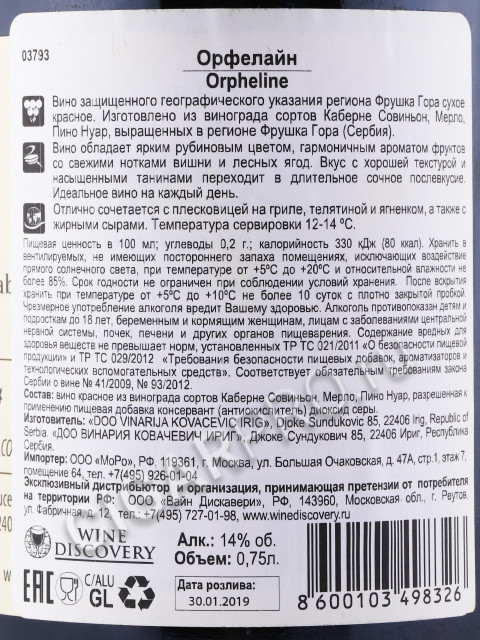 03793
Орфелайн
Orpheline
Вино защищенного географического указания региона Фрушка Гора сухое
красное. Изготовлено из винограда сортов Каберне Совиньон, Мерло,
Пино Нуар, выращенных в регионе Фрушка Гора (Сербия).
Вино обладает ярким рубиновым цветом, гармоничным ароматом фруктов
со свежими нотками вишни и лесных ягод. Вкус с хорошей текстурой и
насыщенными танинами переходит в длительное сочное послевкусие.
Идеальное вино на каждый день.
Отлично сочетается с плесковицей на гриле, телятиной и ягненком, а также с
жирными сырами. Температура сервировки 12-14 ºС.
Пищевая ценность в 100 мл; углеводы 0,2 г.; калорийность 330 кДж (80 ккал). Хранить в
вентилируемых, не имеющих постороннего запаха помещениях, исключающих воздействие
прямого солнечного света, при температуре от +5ºС до +20ºС и относительной влажности не
более 85%. Срок годности не ограничен при соблюдении условий хранения. После вскрытия
хранить при температуре от +5ºС до +10ºС не более 10 суток с плотно закрытой пробкой.
Чрезмерное употребление алкоголя вредит Вашему здоровью. Алкоголь противопоказан детям и
подросткам до 18 лет, беременным и кормящим женщинам, лицам с заболеваниями центральной
нервной системы, почек, печени и других органов пищеварения. Содержание вредных для
здоровья веществ не превышает норм, установленных ТР ТС 021/2011 «О безопасности пищевой
продукции» и ТР ТС 029/2012 «Требования безопасности пищевых добавок, ароматизаторов и
технологических вспомогательных средств». Соответствует обязательным требованиям закона
Сербии о вине № 41/2009, № 93/2012.
Состав: вино красное из винограда сортов Каберне Совиньон, Мерло, Пино Нуар, разрешенная к
применению пищевая добавка консервант (антиокислитель) диоксид серы.
Изготовитель: «DOO VINARIJA KOVACEVIC IRIG», Djoke Sundukovic 85, 22406 Irig, Republic of
Serbia. «ДОО ВИНАРИЯ КОВАЧЕВИЧ ИРИГ», Джоке Сундукович 85, 22406 Ириг, Республика
Сербия.
Импортер: ООО «МоРо», РФ, 119361, г. Москва, ул. Большая Очаковская, д. 47А, стр.1, этаж 7,
помещение 64, тел. +7(495) 926-01-04
Эксклюзивный дистрибьютор и организация, принимающая претензии от потребителя
на территории РФ: ООО «Вайн Дискавери», РФ, 143960, Московская обл., г. Реутов,
ул. Фабричная, д. 12, тел.: +7(495) 727-01-98, www.winediscovery.ru
WINE
DISCOVERY
Алк.: 14% об.
Объем: 0,75л.
EAC
C/ALU
GL
Дата розлива:
30.01.2019
8 600103 498326